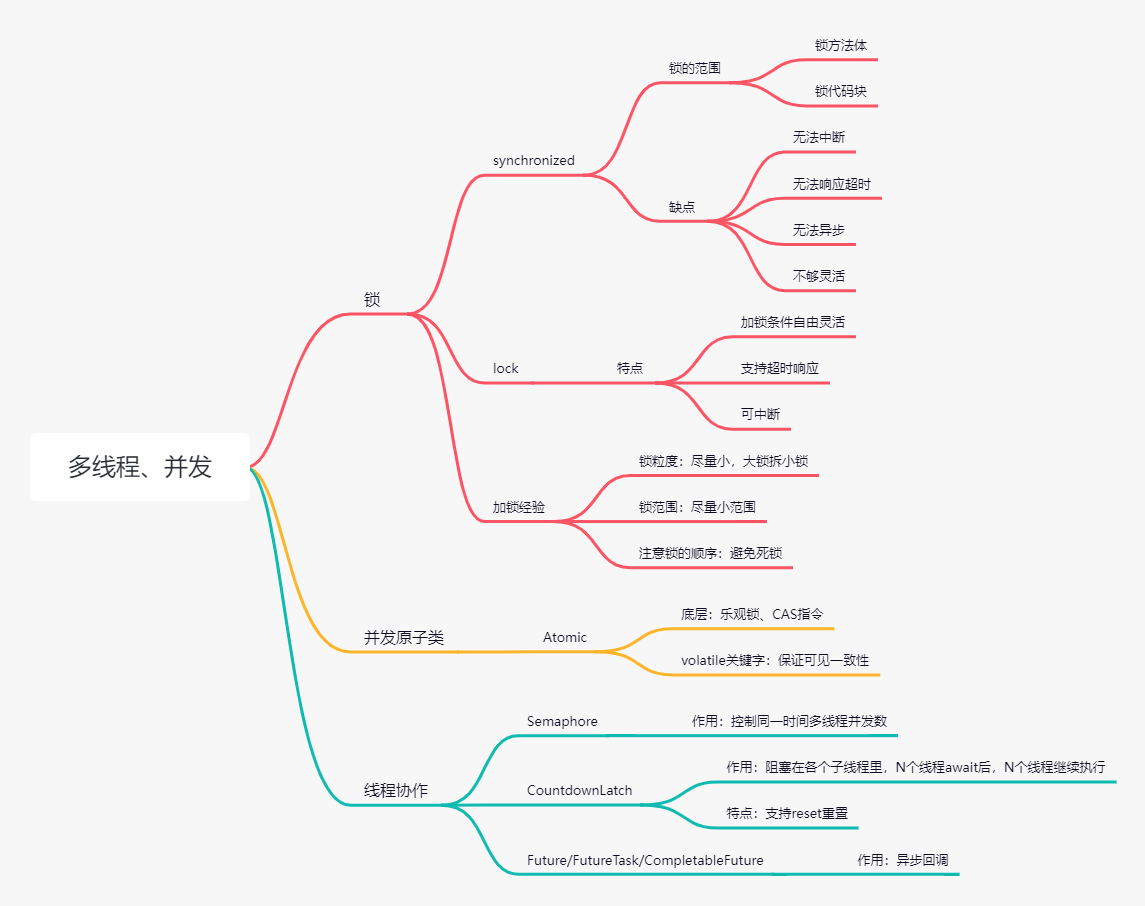 多线程、并发
锁
synchronized
锁的范围
锁方法体
锁代码块
缺点
无法中断
无法响应超时
无法异步
不够灵活
lock
特点
加锁条件自由灵活
支持超时响应
可中断
加锁经验
锁粒度：尽量小，大锁拆小锁
锁范围：尽量小范围
注意锁的顺序：避免死锁
并发原子类
Atomic
底层：乐观锁、CAS指令
volatile关键字：保证可见一致性
线程协作
Semaphore
作用：控制同一时间多线程并发数
CountdownLatch
作用：阻塞在各个子线程里，N个线程await后，N个线程继续执行
特点：支持reset重置
Future/FutureTask/CompletableFuture
作用：异步回调